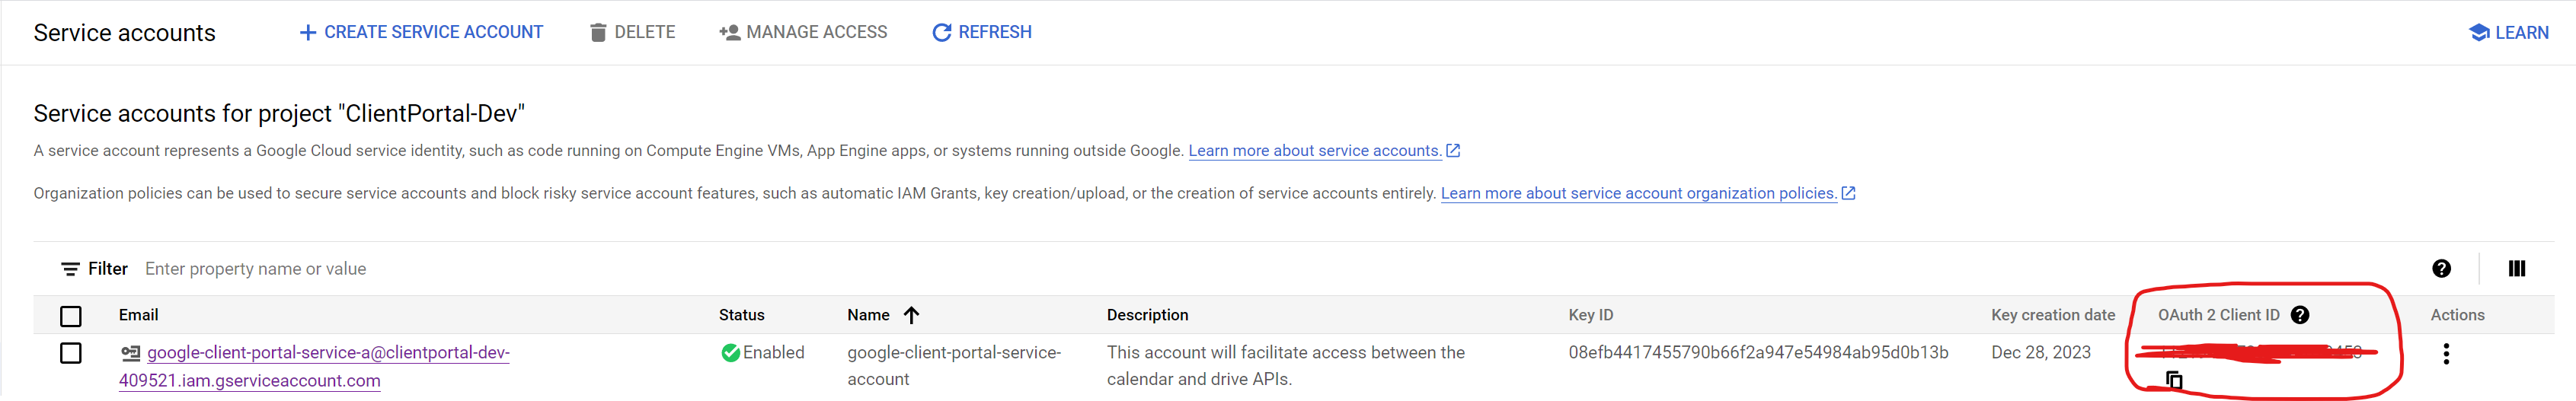 Service accounts CREATE SERVICE ACCOUNT DELETE MANAGE ACCESS REFRESH LEARN
Service accounts for project "ClientPortal-Dev"
A service account represents a Google Cloud service identity, such as code running on Compute Engine VMs, App Engine apps, or systems running outside Google. Learn more about service accounts.
Organization policies can be used to secure service accounts and block risky service account features, such as automatic IAM Grants, key creation/upload, or the creation of service accounts entirely. Learn more about service account organization policies.
Filter Enter property name or value
Email Status Name Description Key ID Key creation date OAuth 2 Client ID Actions
google-client-portal-service-a@clientportal-dev- Enabled google-client-portal-service- This account will facilitate access between the 08efb4417455790b66f2a947e54984ab95d0b13b Dec 28, 2023
409521.iam.gserviceaccount.com account calendar and drive APIs.